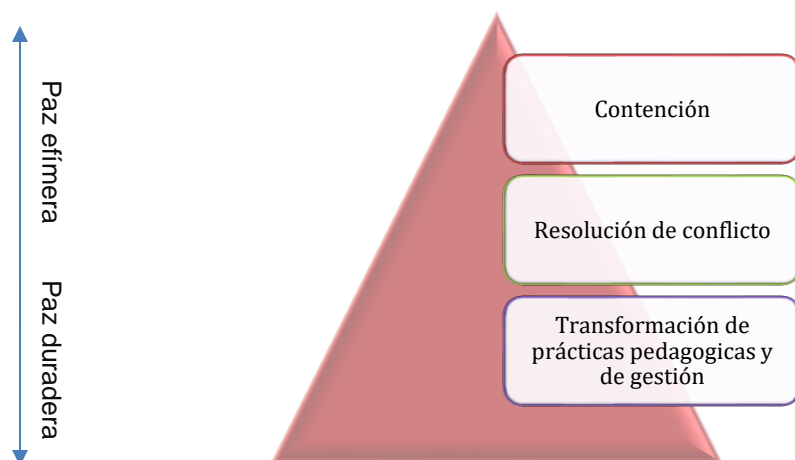 Paz efímera
Paz duradera
Contención
Resolución de conflicto
Transformación de
prácticas pedagogicas y
de gestión